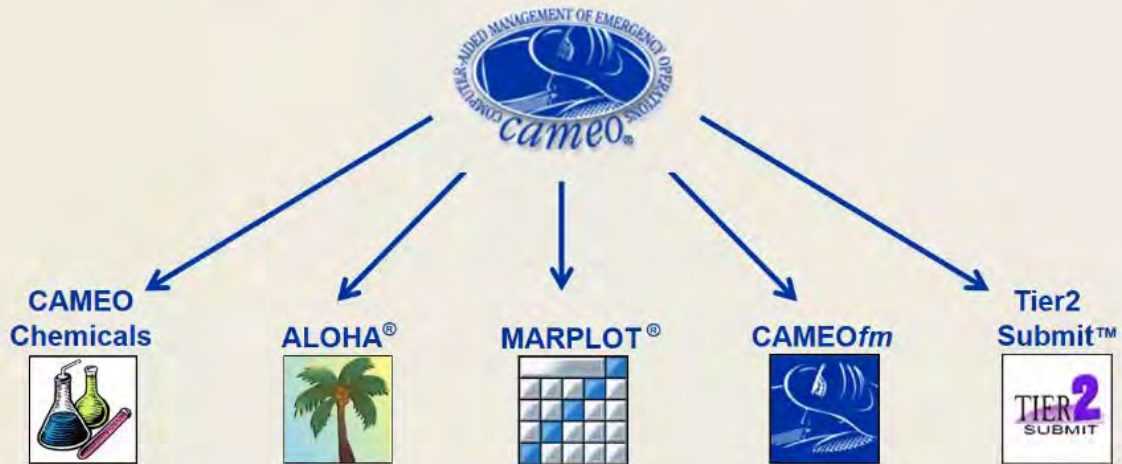 COMPUTER-AIDED MANAGEMENT OF EMERGENCY OPERATIONS
cameo®
CAMEO
Chemicals
ALOHA®
MARPLOT®
CAMEOfm
Tier2
Submit™
TIER2
SUBMIT